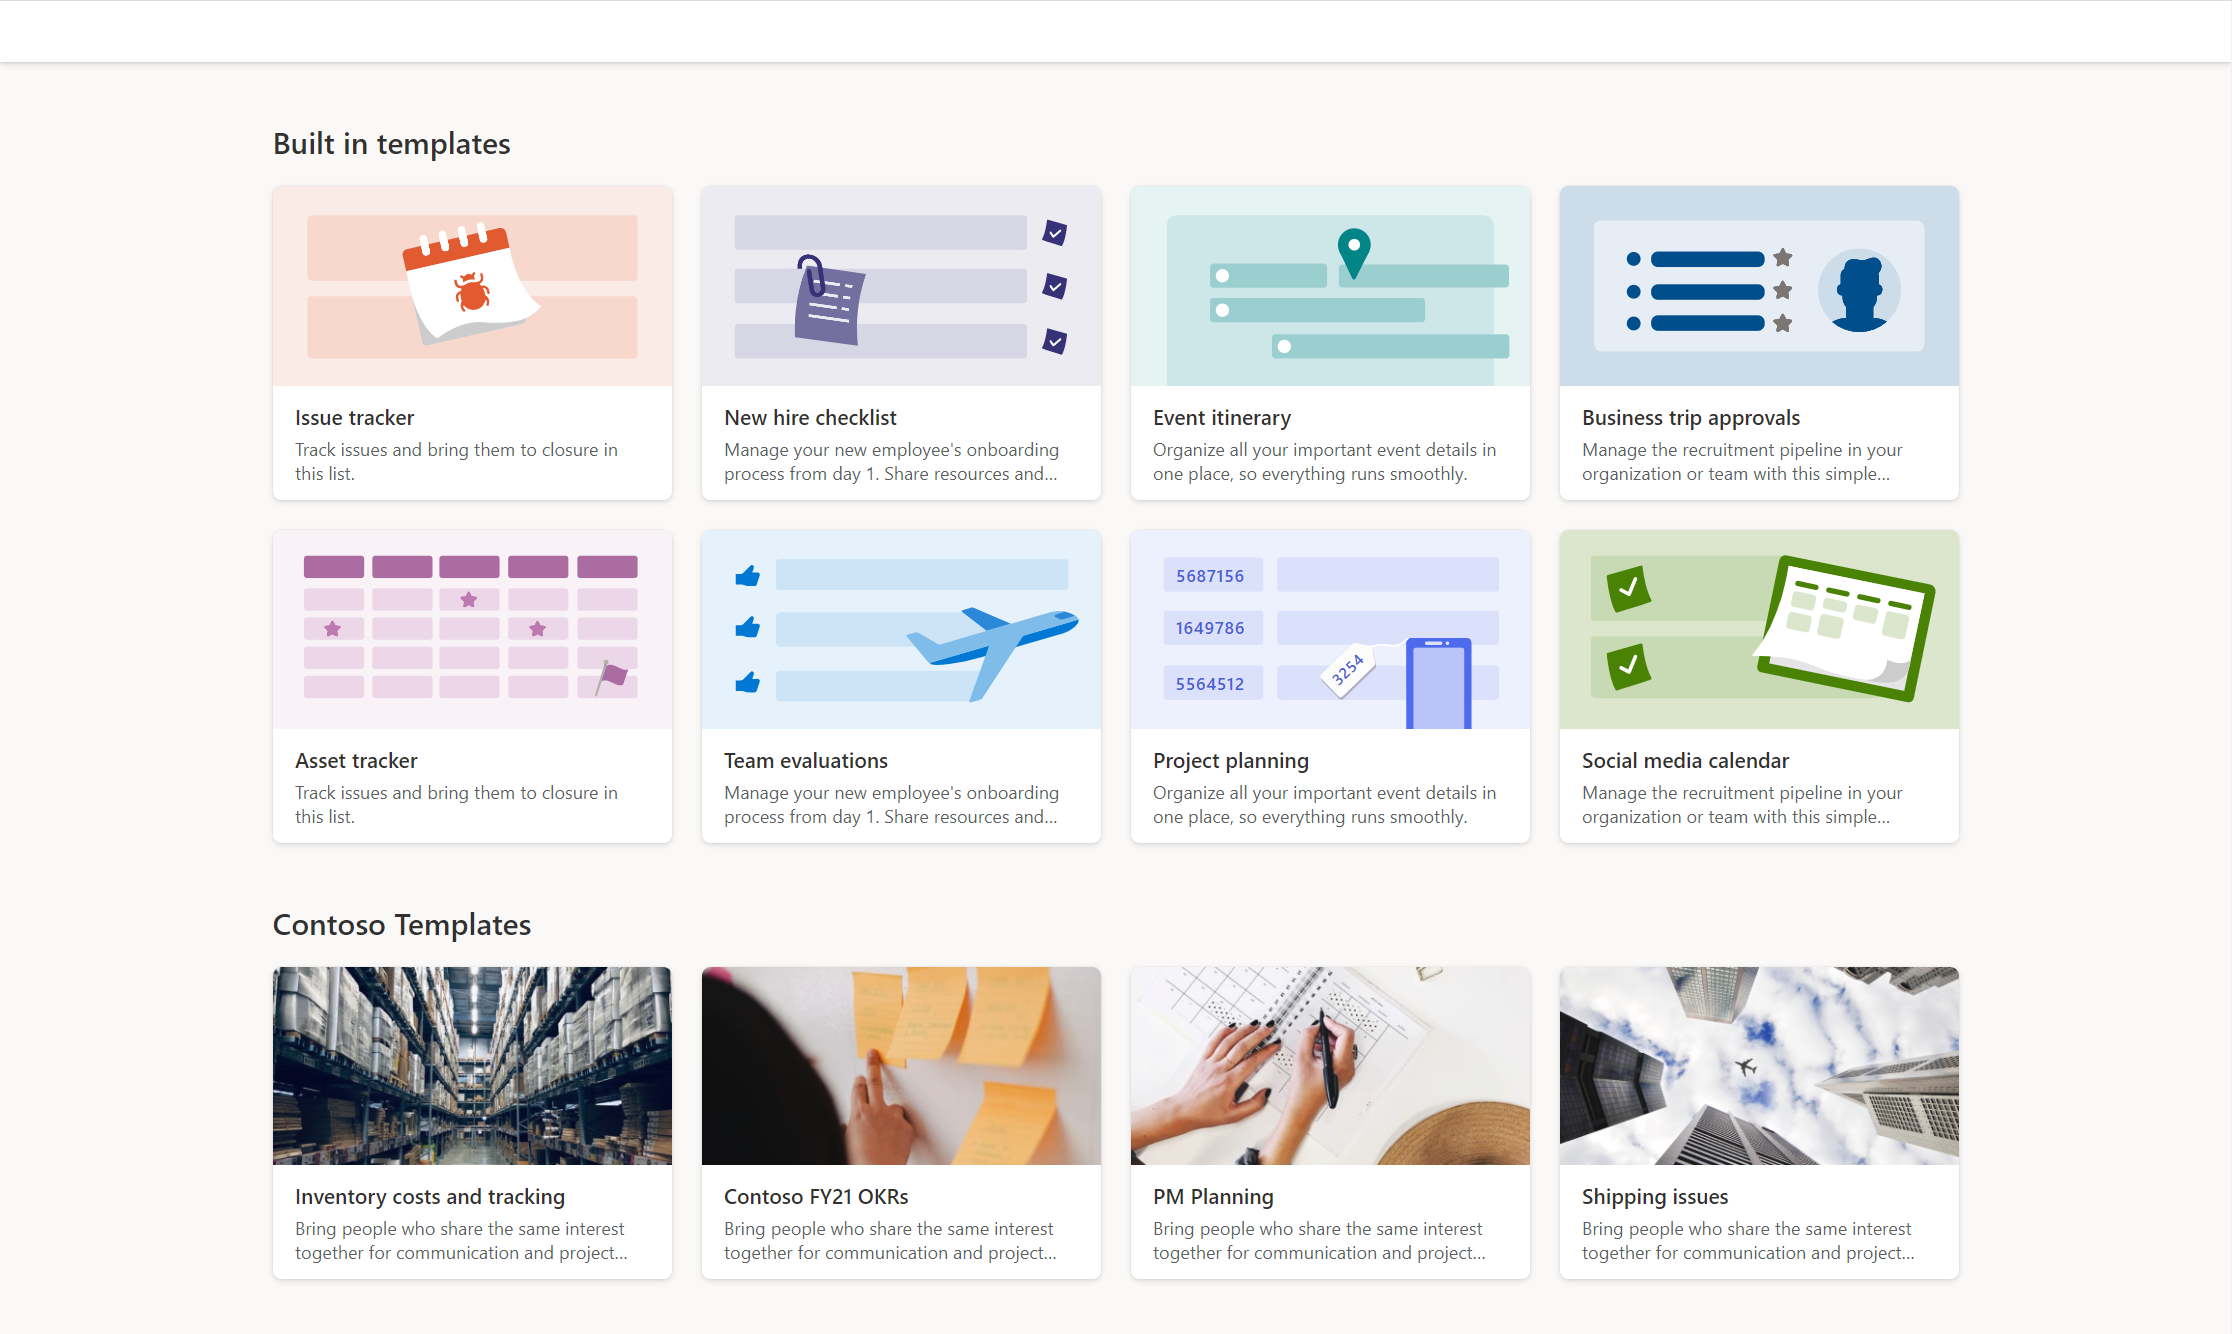 Built in templates
Issue tracker
Track issues and bring them to closure in
this list.
New hire checklist
Manage your new employee's onboarding
process from day 1. Share resources and...
Event itinerary
Organize all your important event details in
one place, so everything runs smoothly.
Business trip approvals
Manage the recruitment pipeline in your
organization or team with this simple...
Asset tracker
Track issues and bring them to closure in
this list.
Team evaluations
Manage your new employee's onboarding
process from day 1. Share resources and...
5687156
1649786
5564512
3254
Project planning
Organize all your important event details in
one place, so everything runs smoothly.
Social media calendar
Manage the recruitment pipeline in your
organization or team with this simple...
Contoso Templates
Inventory costs and tracking
Bring people who share the same interest
together for communication and project...
Contoso FY21 OKRs
Bring people who share the same interest
together for communication and project...
PM Planning
Bring people who share the same interest
together for communication and project...
Shipping issues
Bring people who share the same interest
together for communication and project...